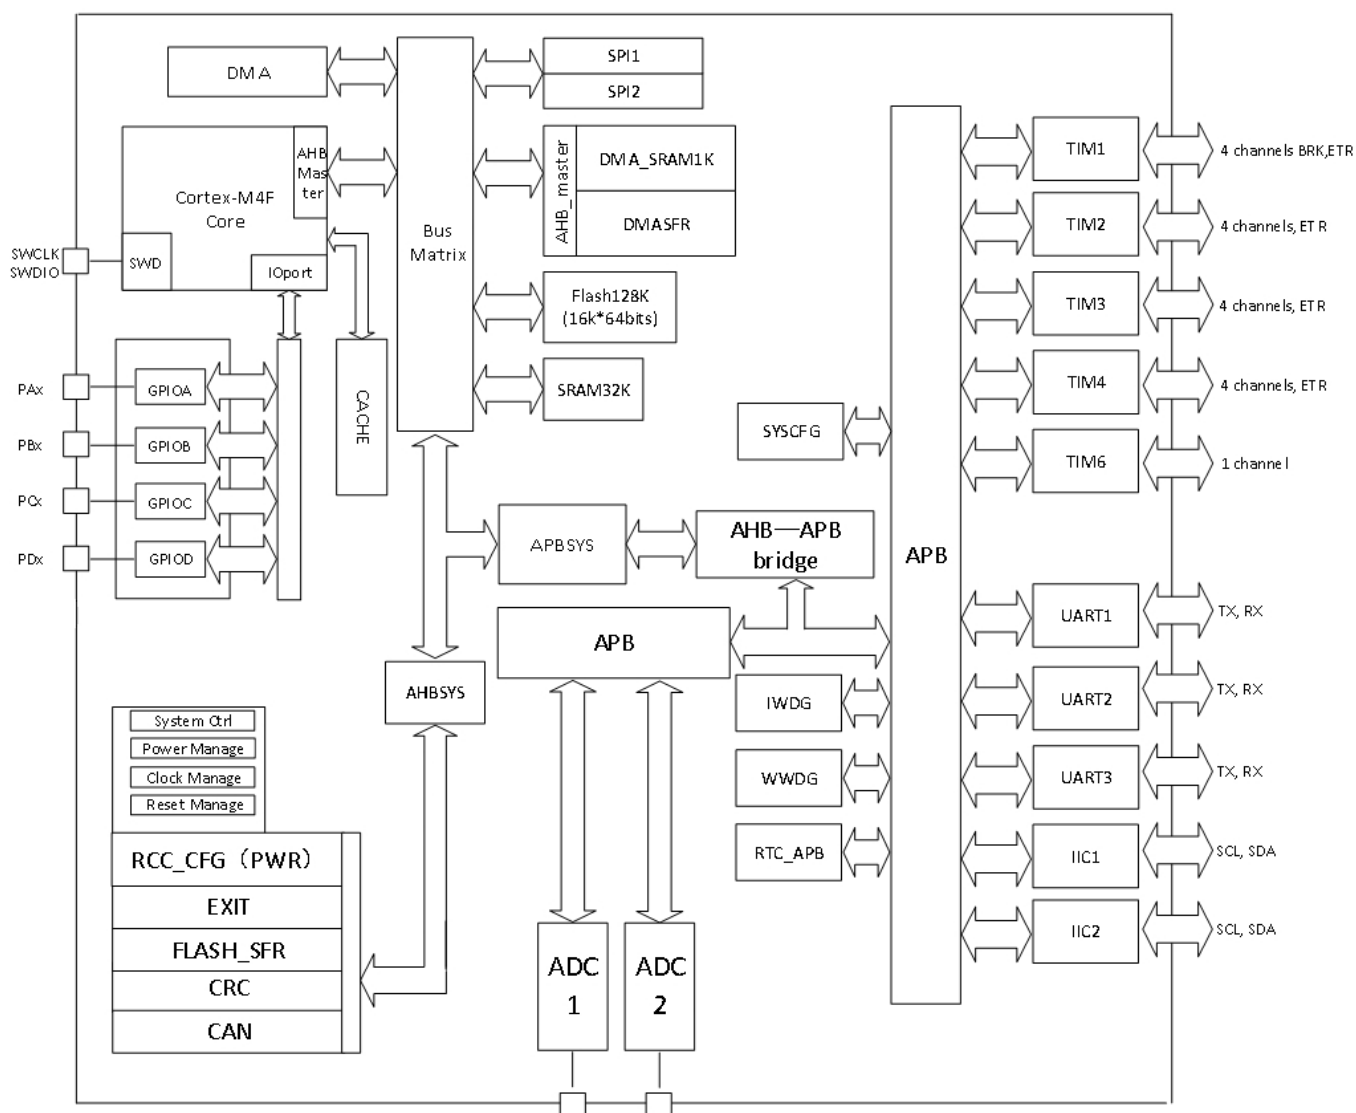 DMA
SPI1
SPI2
AHB
Mas
ter
Cortex-M4F
Core
SWD
IOport
SWCLK
SWDIO
Bus
Matrix
AHB_master
DMA_SRAM1K
DMASFR
Flash128K
(16k*64bits)
SRAM32K
CACHE
PAx
GPIOA
PBx
GPIOB
PCx
GPIOC
PDx
GPIOD
SYSCFG
APBSYS
AHB—APB
bridge
APB
AHBSYS
IWDG
WWDG
RTC_APB
APB
TIM1
4 channels BRK,ETR
TIM2
4 channels, ETR
TIM3
4 channels, ETR
TIM4
4 channels, ETR
TIM6
1 channel
UART1
TX, RX
UART2
TX, RX
UART3
TX, RX
IIC1
SCL, SDA
IIC2
SCL, SDA
System Ctrl
Power Manage
Clock Manage
Reset Manage
RCC_CFG（PWR）
EXIT
FLASH_SFR
CRC
CAN
ADC
1
ADC
2